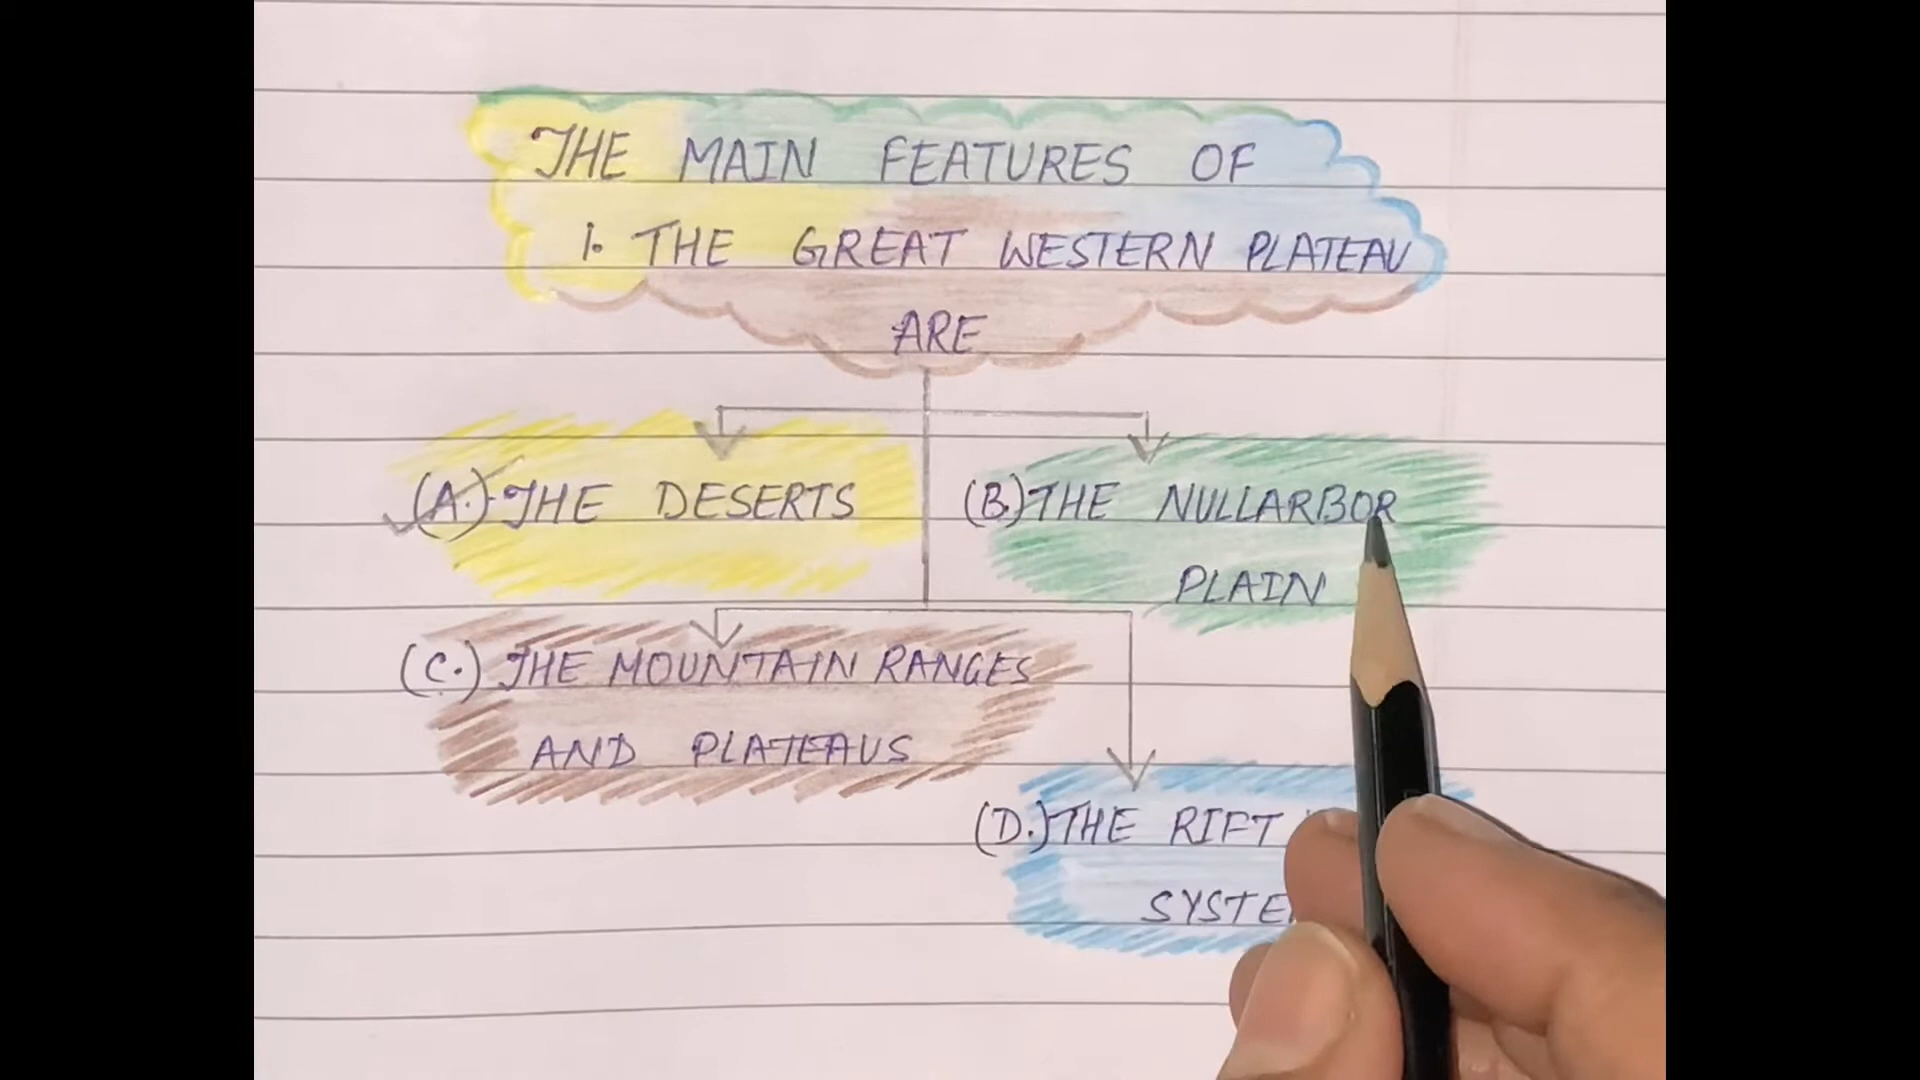 THE MAIN FEATURES OF
1. THE GREAT WESTERN PLATEAU
ARE
(A.) THE DESERTS
(B.) THE NULLARBOR
PLAIN
(C.) THE MOUNTAIN RANGES
AND PLATEAUS
(D.) THE RIFT